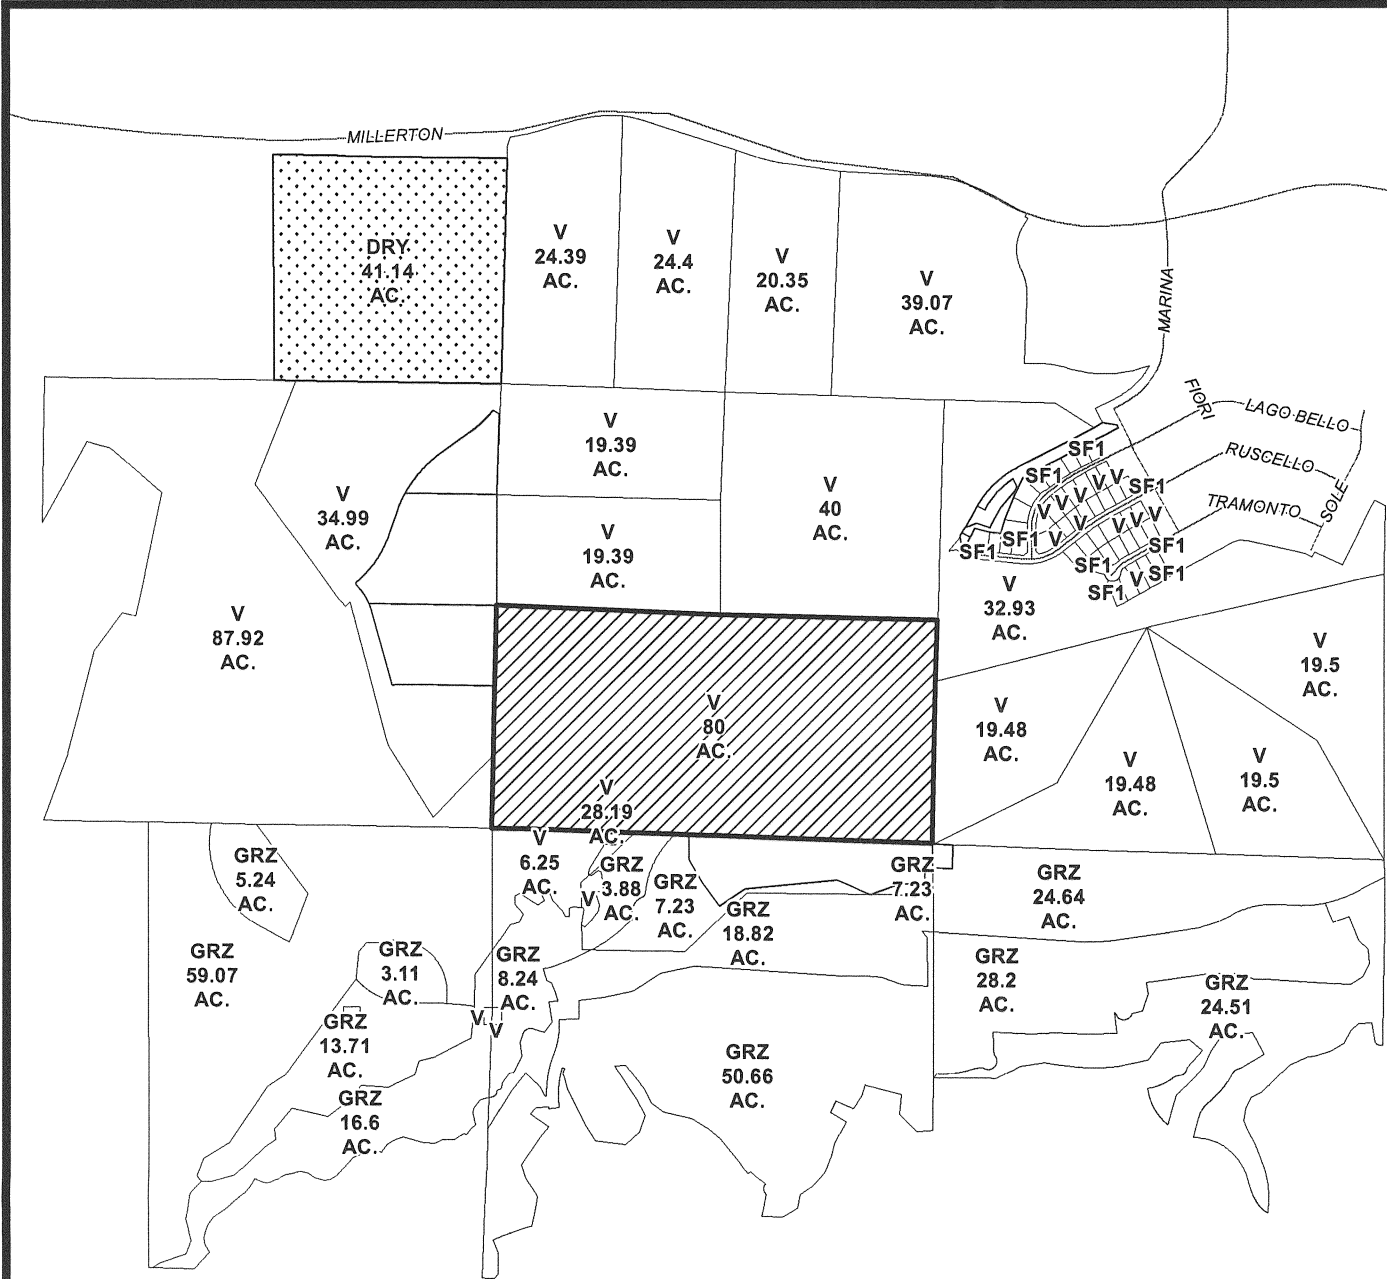 MILLERTON
DRY
41.14
AC.
V
24.39
AC.
V
24.4
AC.
V
20.35
AC.
V
39.07
AC.
MARINA
FIORI
LAGO BELLO
RUSCELLO
TRAMONTO
SOLE
V
34.99
AC.
V
19.39
AC.
V
19.39
AC.
V
40
AC.
SF1
SF1
V
V
V
V
V
SF1
V
V
V
V
V
SF1
SF1
SF1
SF1
SF1
V
SF1
V
32.93
AC.
V
87.92
AC.
V
80
AC.
V
28.19
AC.
V
19.48
AC.
V
19.48
AC.
V
19.5
AC.
V
19.5
AC.
GRZ
5.24
AC.
V
6.25
AC.
V
GRZ
3.88
AC.
GRZ
7.23
AC.
GRZ
18.82
AC.
GRZ
7.23
AC.
GRZ
24.64
AC.
GRZ
59.07
AC.
GRZ
3.11
AC.
GRZ
8.24
AC.
V
V
GRZ
28.2
AC.
GRZ
24.51
AC.
GRZ
13.71
AC.
GRZ
16.6
AC.
GRZ
50.66
AC.